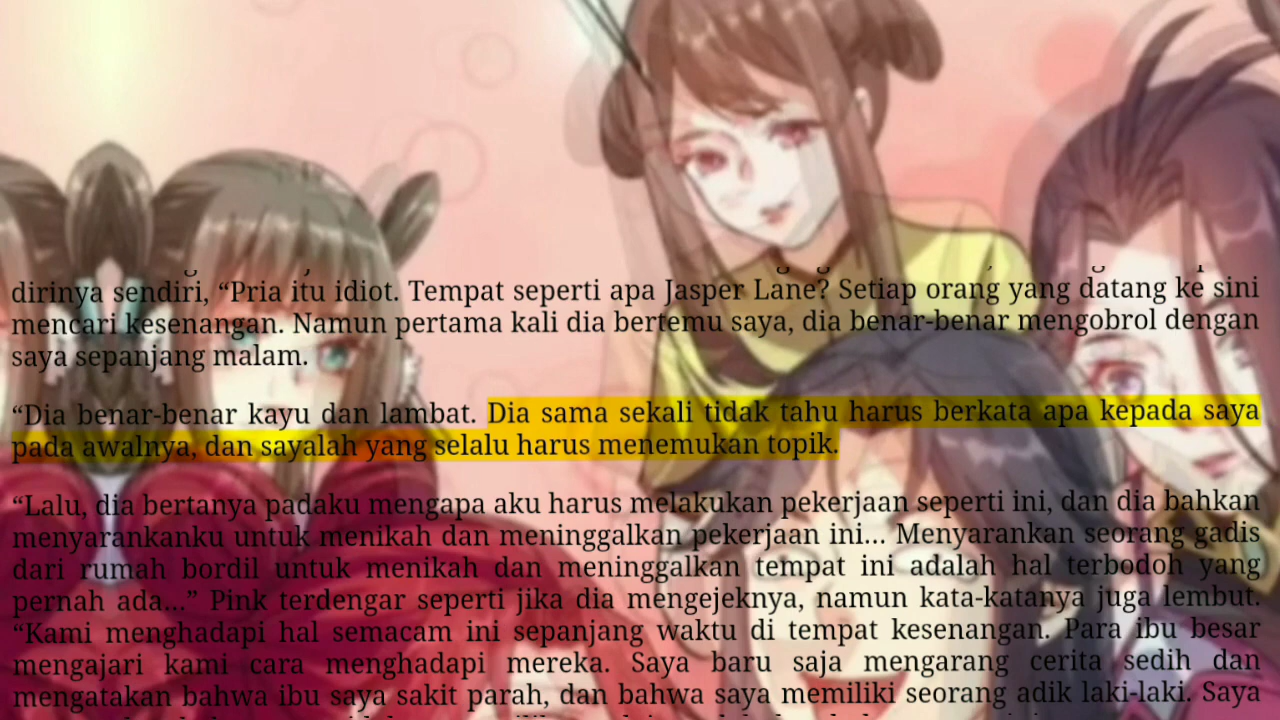 dirinya sendiri, “Pria itu idiot. Tempat seperti apa Jasper Lane? Setiap orang yang datang ke sini
mencari kesenangan. Namun pertama kali dia bertemu saya, dia benar-benar mengobrol dengan
saya sepanjang malam.
“Dia benar-benar kayu dan lambat. Dia sama sekali tidak tahu harus berkata apa kepada saya
pada awalnya, dan sayalah yang selalu harus menemukan topik.
“Lalu, dia bertanya padaku mengapa aku harus melakukan pekerjaan seperti ini, dan dia bahkan
menyarankanku untuk menikah dan meninggalkan pekerjaan ini... Menyarankan seorang gadis
dari rumah bordil untuk menikah dan meninggalkan tempat ini adalah hal terbodoh yang
pernah ada...” Pink terdengar seperti jika dia mengejeknya, namun kata-katanya juga lembut.
“Kami menghadapi hal semacam ini sepanjang waktu di tempat kesenangan. Para ibu besar
mengajari kami cara menghadapi mereka. Saya baru saja mengarang cerita sedih dan
mengatakan bahwa ibu saya sakit parah, dan bahwa saya memiliki seorang adik laki-laki. Saya